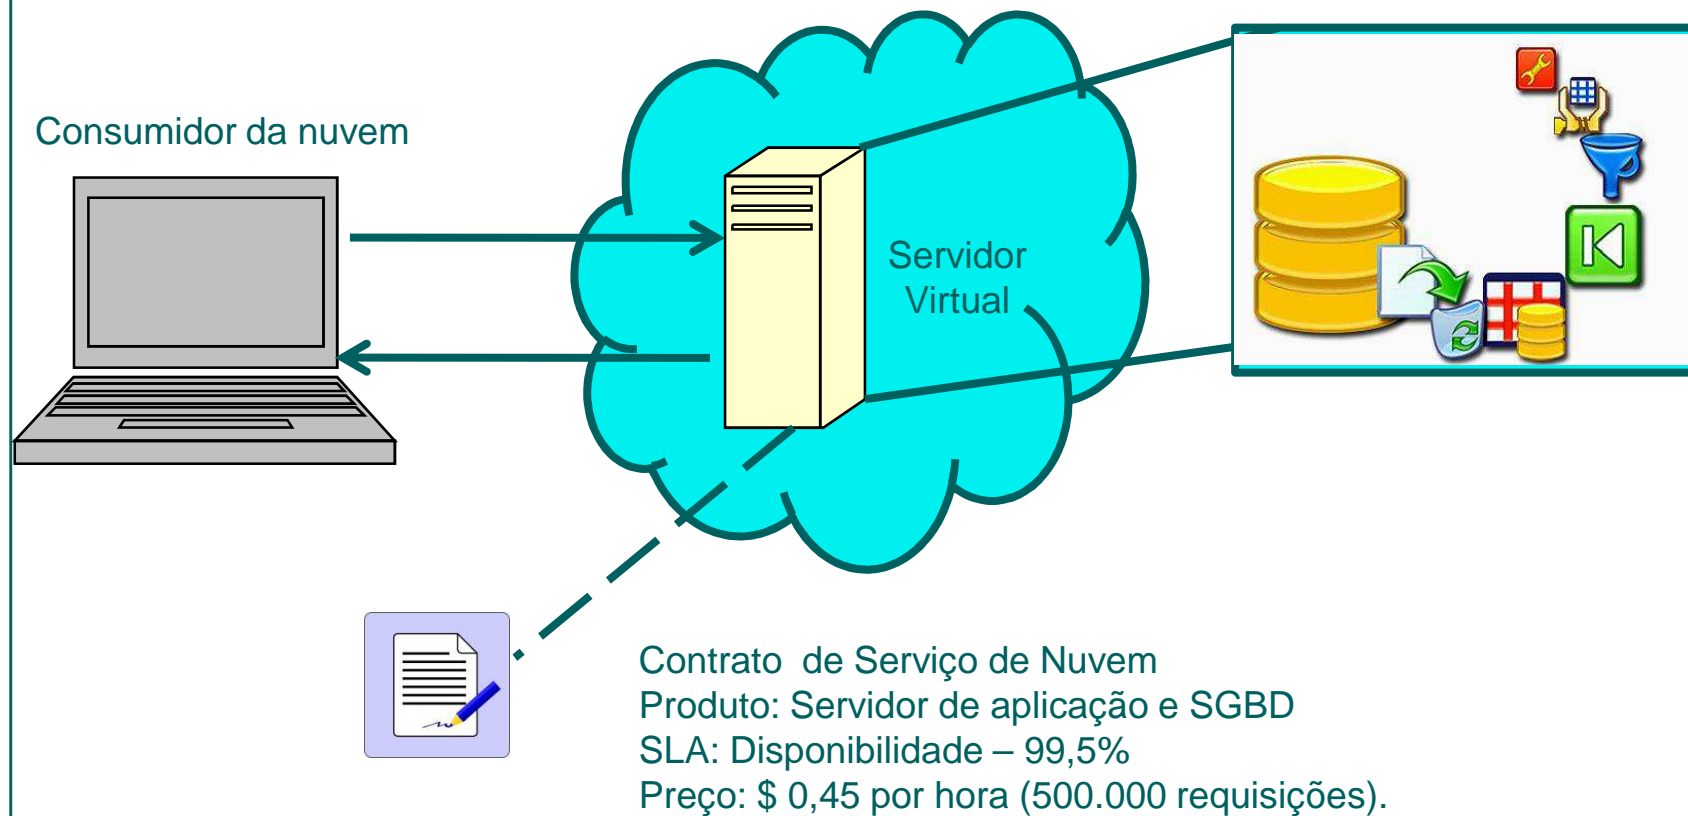 Consumidor da nuvem
Servidor
Virtual
Contrato  de Serviço de Nuvem
Produto: Servidor de aplicação e SGBD
SLA: Disponibilidade – 99,5%
Preço: $ 0,45 por hora (500.000 requisições).